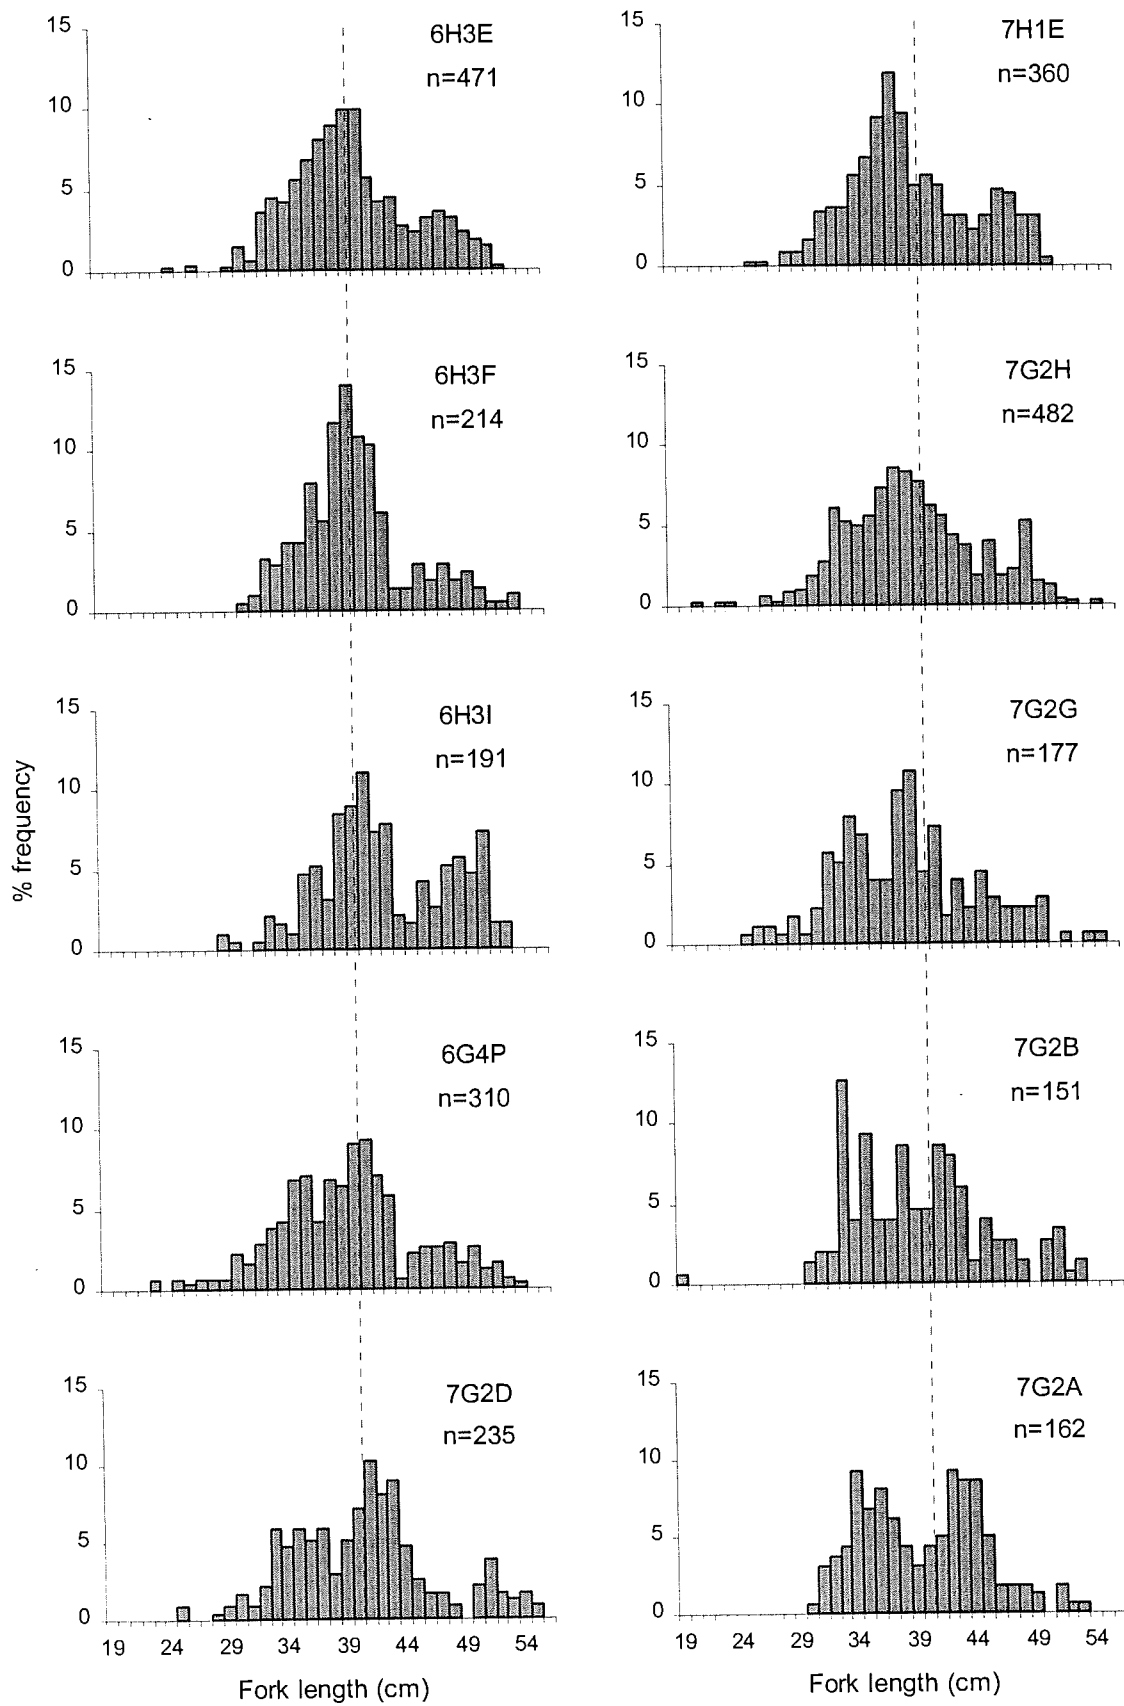 15
10
5
0
6H3E
n=471
15
10
5
0
7H1E
n=360
15
10
5
0
6H3F
n=214
15
10
5
0
7G2H
n=482
% frequency
15
10
5
0
6H3I
n=191
15
10
5
0
7G2G
n=177
15
10
5
0
6G4P
n=310
15
10
5
0
7G2B
n=151
15
10
5
0
7G2D
n=235
19 24 29 34 39 44 49 54
Fork length (cm)
15
10
5
0
7G2A
n=162
19 24 29 34 39 44 49 54
Fork length (cm)